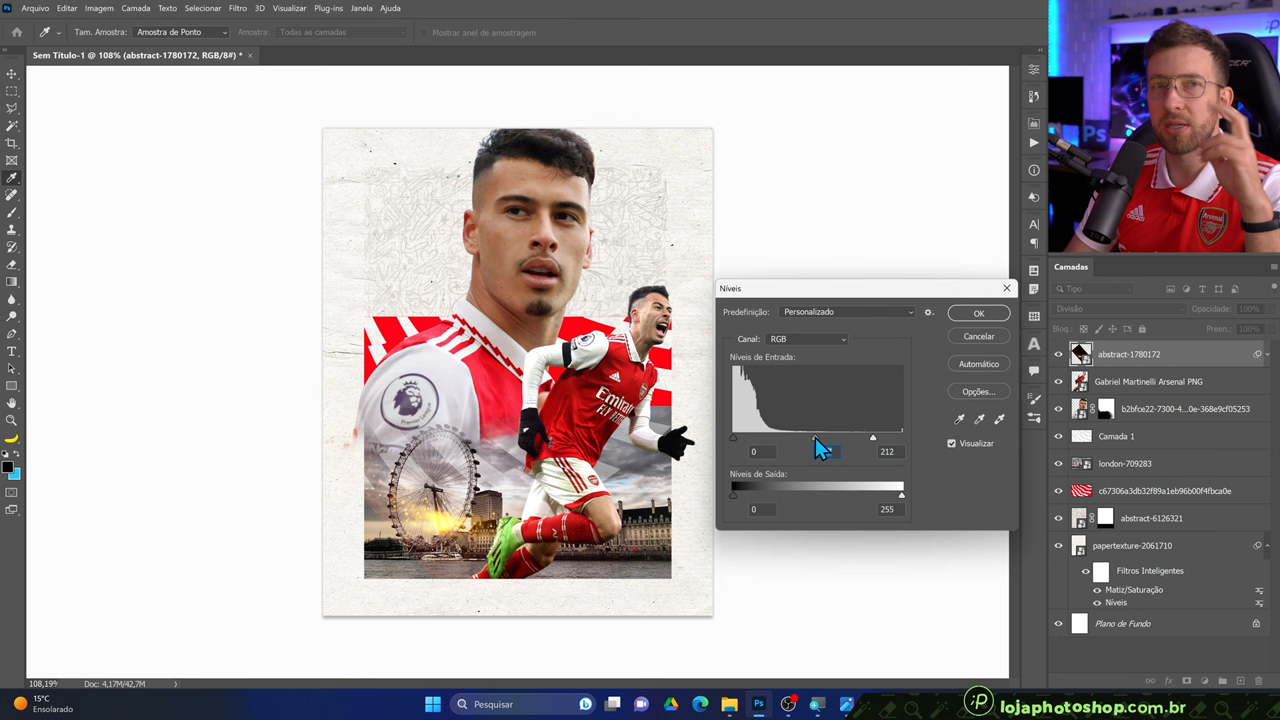 Arquivo Editar Imagem Camada Texto Selecionar Filtro 3D Visualizar Plug-ins Janela Ajuda
Tam. Amostra: Amostra de Ponto Amostra: Todas as camadas Mostrar anel de amostragem
Sem Título-1 @ 108% (abstract-1780172, RGB/8#) *
Níveis
Predefinição: Personalizado
OK
Canal: RGB
Cancelar
Níveis de Entrada:
Automático
Opções...
Visualizar
0 212
Níveis de Saída:
0 255
Camadas
Tipo
Divisão Opacidade: 100%
Bloq.: Preen.: 100%
abstract-1780172
Gabriel Martinelli Arsenal PNG
b2bfce22-7300-4...0e-368e9cf05253
Camada 1
london-709283
c67306a3db32f89a1eb96b00f4fbca0e
abstract-6126321
papertexture-2061710
Filtros Inteligentes
Matiz/Saturação
Níveis
Plano de Fundo
Premier League
Emirates
Arsenal
108,19% Doc: 4,17M/42,7M
15°C
Ensolarado
Pesquisar
lojaphotoshop.com.br